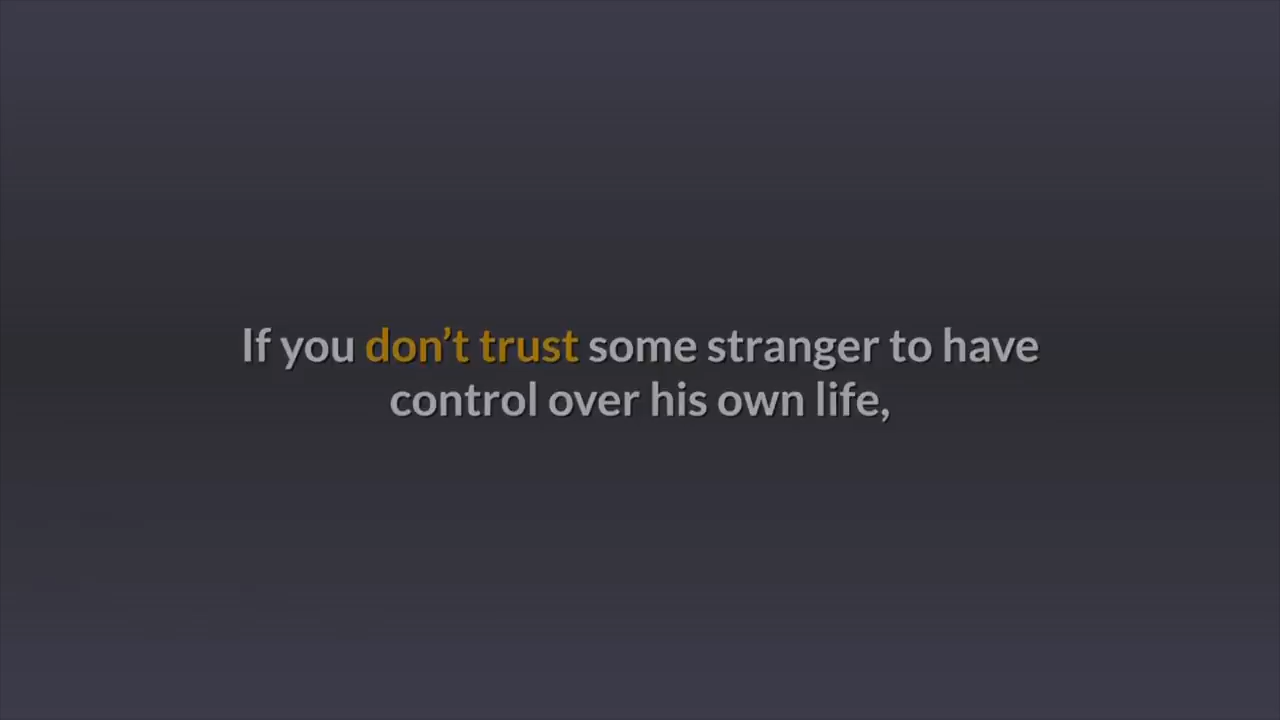 If you don’t trust some stranger to have
control over his own life,